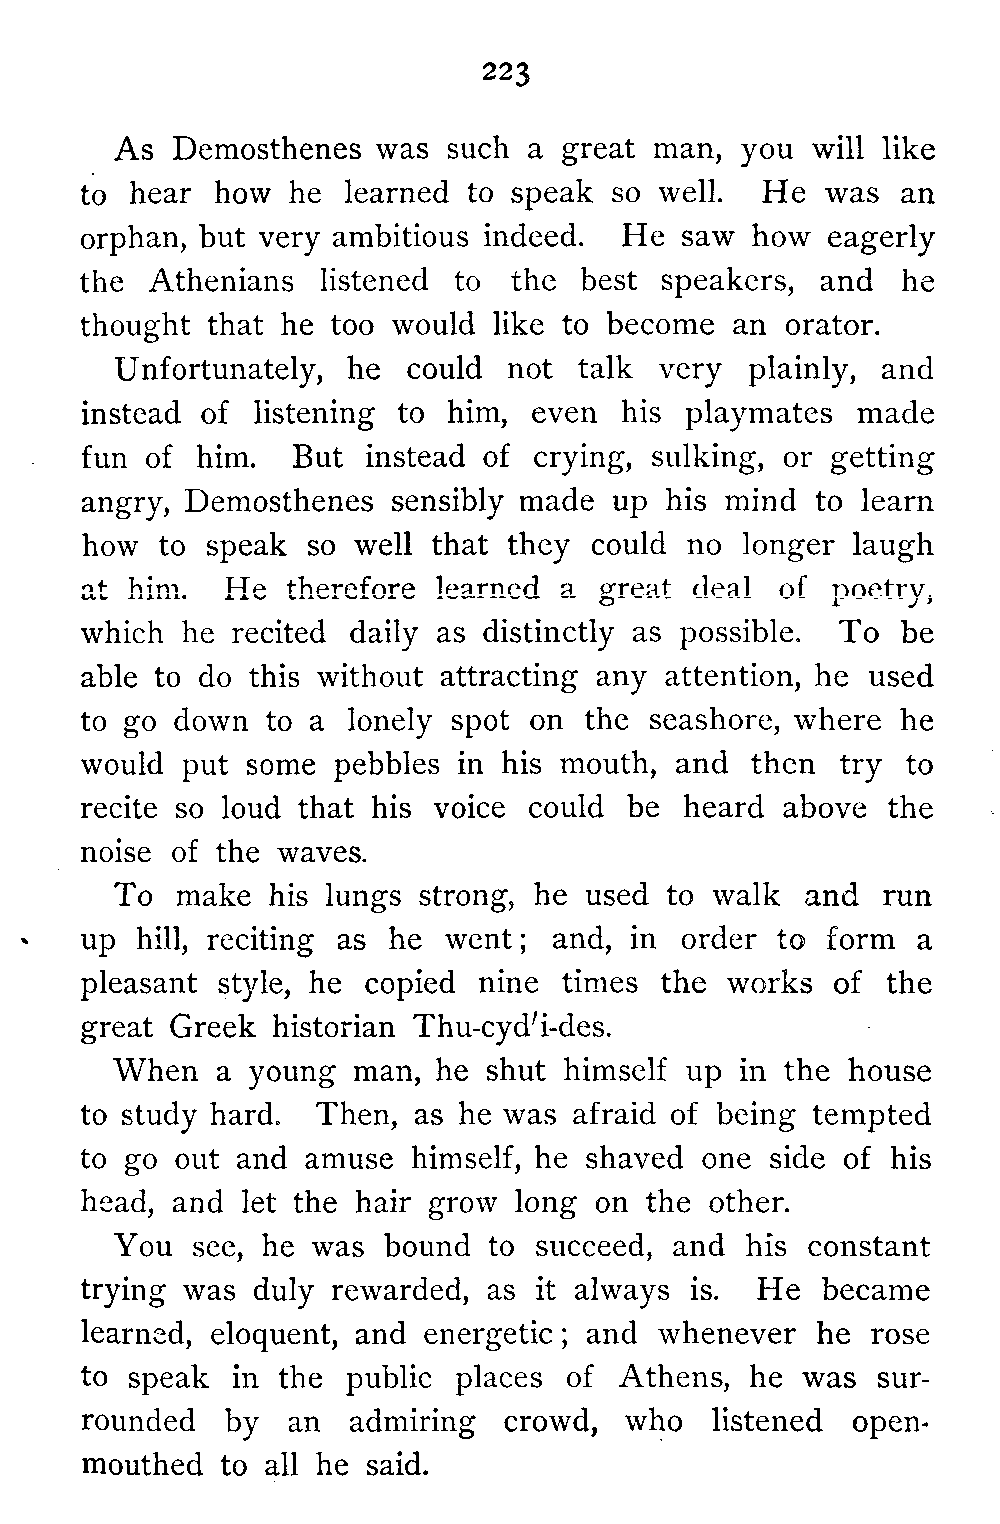 223
As Demosthenes was such a great man, you will like
to hear how he learned to speak so well. He was an
orphan, but very ambitious indeed. He saw how eagerly
the Athenians listened to the best speakers, and he
thought that he too would like to become an orator.
Unfortunately, he could not talk very plainly, and
instead of listening to him, even his playmates made
fun of him. But instead of crying, sulking, or getting
angry, Demosthenes sensibly made up his mind to learn
how to speak so well that they could no longer laugh
at him. He therefore learned a great deal of poetry,
which he recited daily as distinctly as possible. To be
able to do this without attracting any attention, he used
to go down to a lonely spot on the seashore, where he
would put some pebbles in his mouth, and then try to
recite so loud that his voice could be heard above the
noise of the waves.
To make his lungs strong, he used to walk and run
up hill, reciting as he went; and, in order to form a
pleasant style, he copied nine times the works of the
great Greek historian Thu-cyd′i-des.
When a young man, he shut himself up in the house
to study hard. Then, as he was afraid of being tempted
to go out and amuse himself, he shaved one side of his
head, and let the hair grow long on the other.
You see, he was bound to succeed, and his constant
trying was duly rewarded, as it always is. He became
learned, eloquent, and energetic; and whenever he rose
to speak in the public places of Athens, he was sur-
rounded by an admiring crowd, who listened open-
mouthed to all he said.